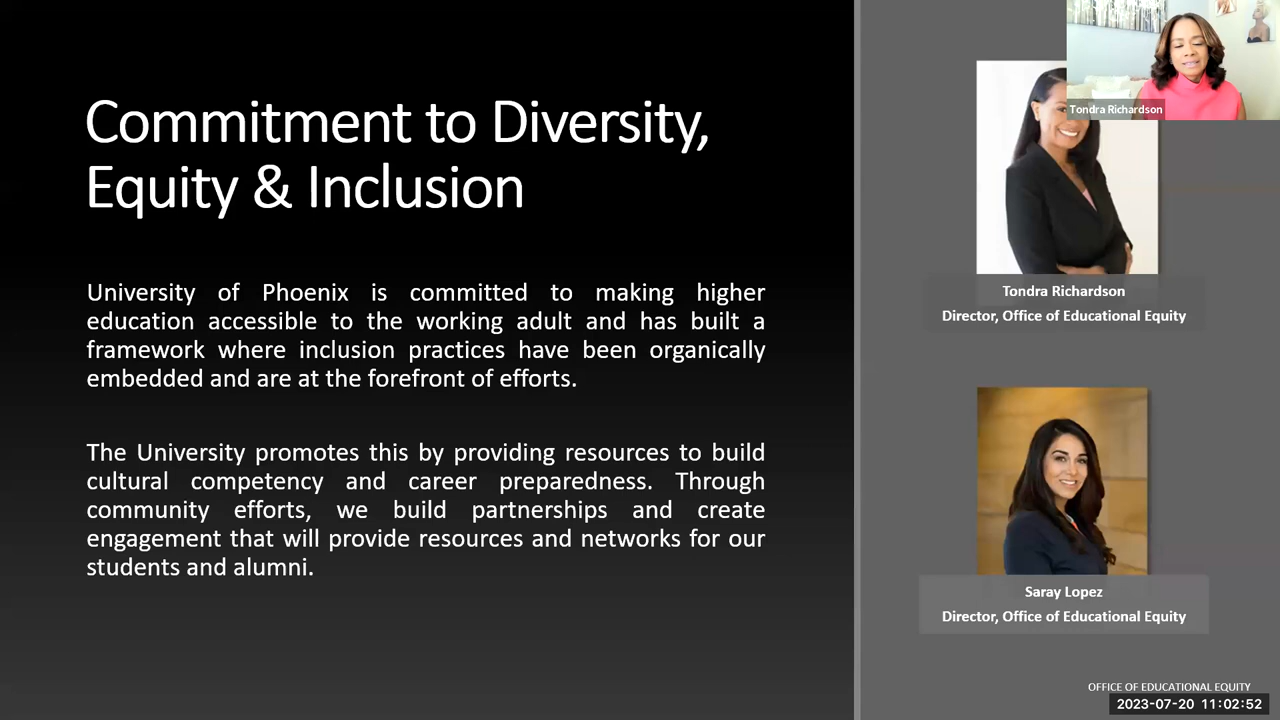 Commitment to Diversity,
Equity & Inclusion
University of Phoenix is committed to making higher
education accessible to the working adult and has built a
framework where inclusion practices have been organically
embedded and are at the forefront of efforts.
The University promotes this by providing resources to build
cultural competency and career preparedness. Through
community efforts, we build partnerships and create
engagement that will provide resources and networks for our
students and alumni.
Tondra Richardson
Tondra Richardson
Director, Office of Educational Equity
Saray Lopez
Director, Office of Educational Equity
OFFICE OF EDUCATIONAL EQUITY
2023-07-20 11:02:52